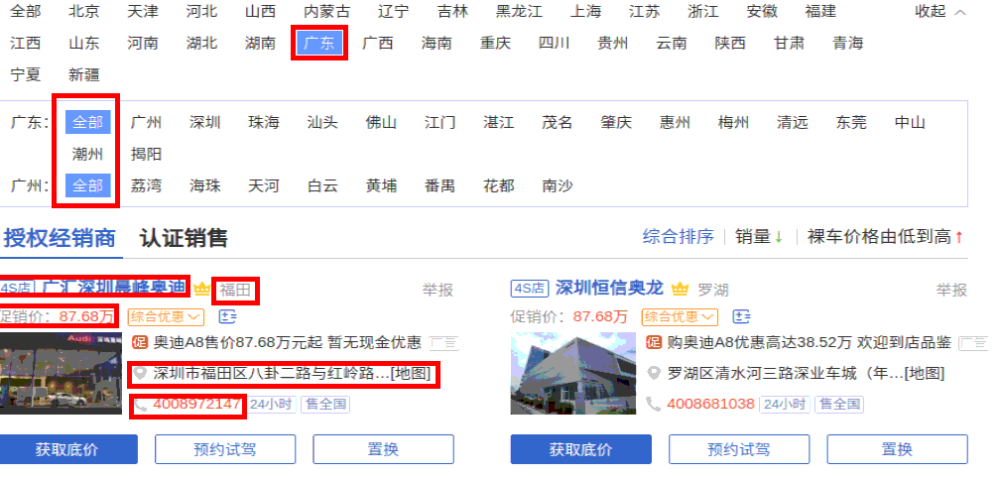 全部 北京 天津 河北 山西 内蒙古 辽宁 吉林 黑龙江 上海 江苏 浙江 安徽 福建 收起
江西 山东 河南 湖北 湖南 广东 广西 海南 重庆 四川 贵州 云南 陕西 甘肃 青海
宁夏 新疆
广东: 全部 广州 深圳 珠海 汕头 佛山 江门 湛江 茂名 肇庆 惠州 梅州 清远 东莞 中山
潮州 揭阳
广州: 全部 荔湾 海珠 天河 白云 黄埔 番禺 花都 南沙
授权经销商 认证销售 综合排序 销量↓ 裸车价格由低到高↑
4S店 广汇深圳晨峰奥迪 福田 举报
促销价: 87.68万 综合优惠
Audi
促 奥迪A8售价87.68万元起 暂无现金优惠 广告
深圳市福田区八卦二路与红岭路...[地图]
4008972147 24小时 售全国
获取底价 预约试驾 置换
4S店 深圳恒信奥龙 罗湖 举报
促销价: 87.68万 综合优惠
促 购奥迪A8优惠高达38.52万 欢迎到店品鉴 广告
罗湖区清水河三路深业车城（年...[地图]
4008681038 24小时 售全国
获取底价 预约试驾 置换